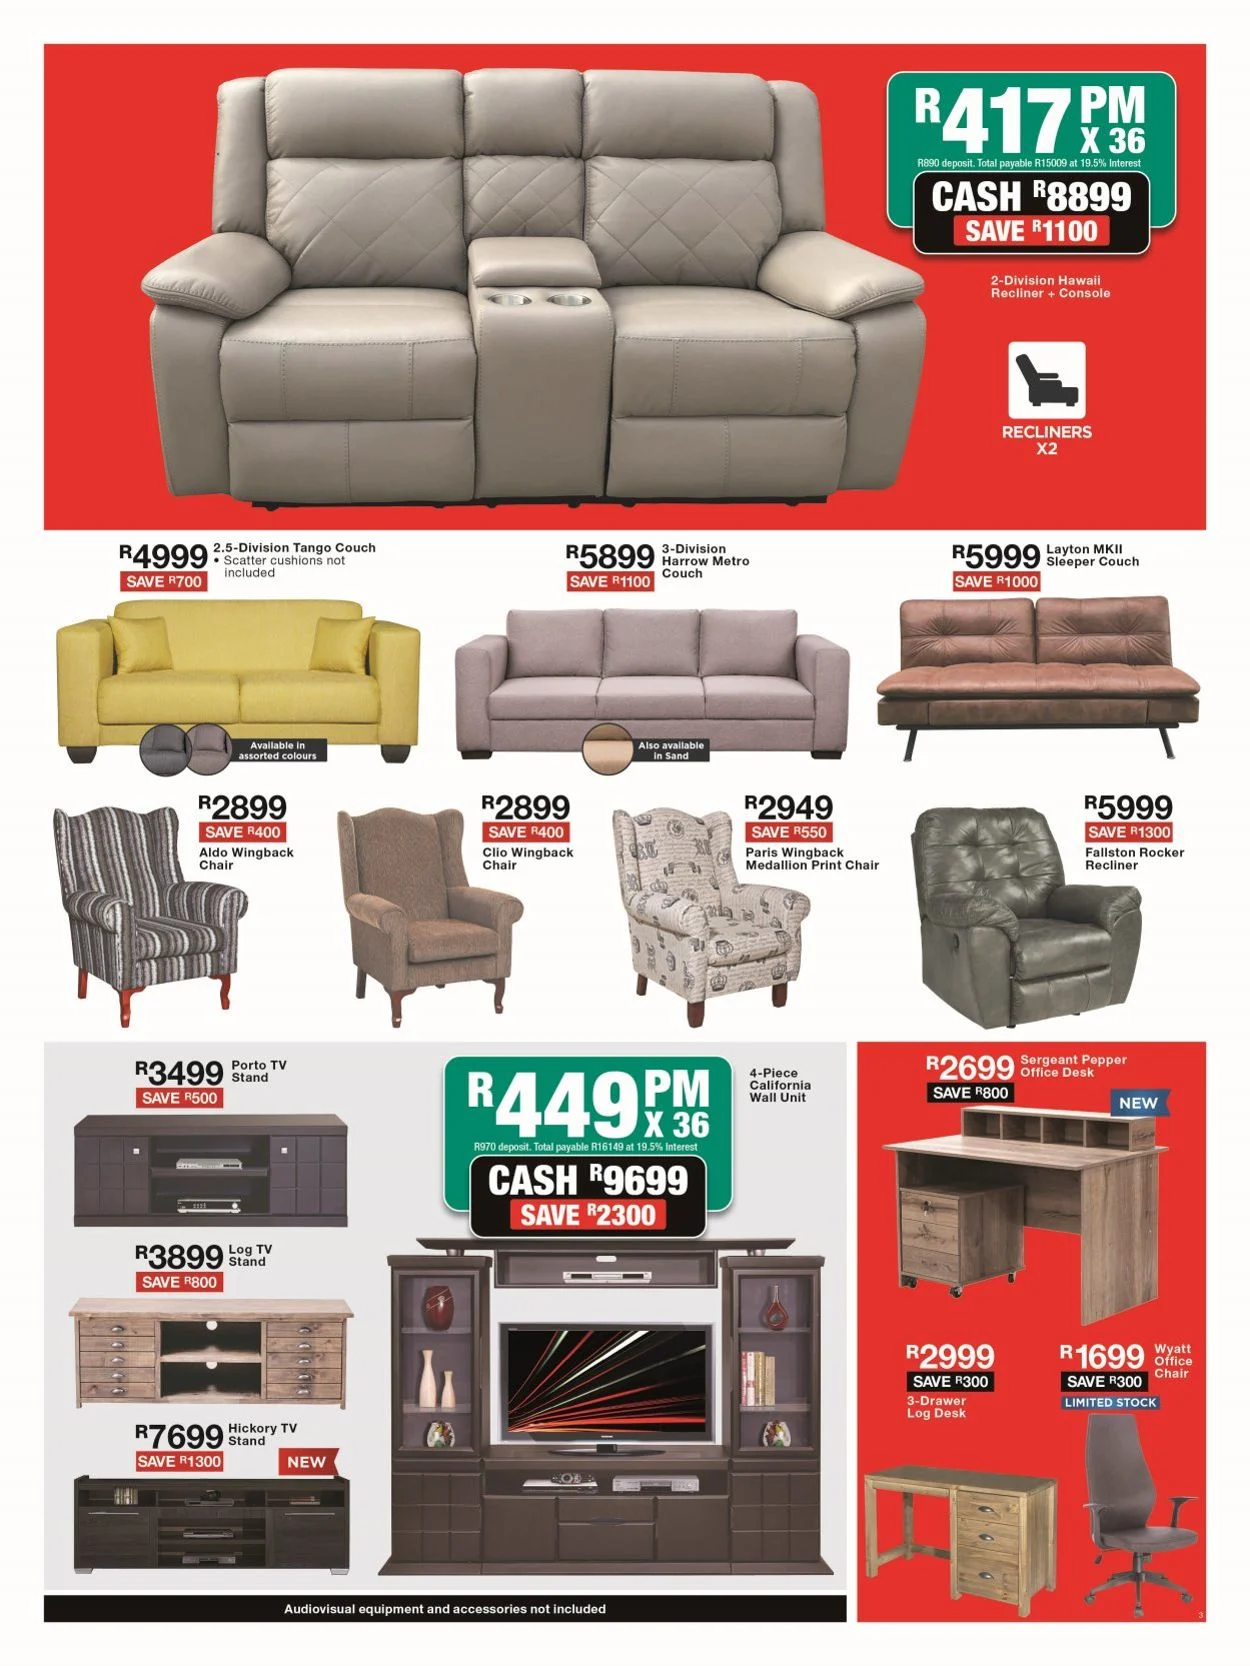 R417 PM X 36
R890 deposit. Total payable R15009 at 19.5% Interest
CASH R8899
SAVE R1100
2-Division Hawaii
Recliner + Console
RECLINERS
X2
R4999
SAVE R700
2.5-Division Tango Couch
• Scatter cushions not
included
Available in
assorted colours
R5899
SAVE R1100
3-Division
Harrow Metro
Couch
Also available
in Sand
R5999
SAVE R1000
Layton MKII
Sleeper Couch
R2899
SAVE R400
Aldo Wingback
Chair
R2899
SAVE R400
Clio Wingback
Chair
R2949
SAVE R550
Paris Wingback
Medallion Print Chair
R5999
SAVE R1300
Fallston Rocker
Recliner
R3499
SAVE R500
Porto TV
Stand
R3899
SAVE R800
Log TV
Stand
R7699
SAVE R1300
Hickory TV
Stand
NEW
R449 PM X 36
R970 deposit. Total payable R16149 at 19.5% Interest
CASH R9699
SAVE R2300
4-Piece
California
Wall Unit
Audiovisual equipment and accessories not included
R2699
SAVE R800
Sergeant Pepper
Office Desk
NEW
R2999
SAVE R300
3-Drawer
Log Desk
R1699
SAVE R300
Wyatt
Office
Chair
LIMITED STOCK
3